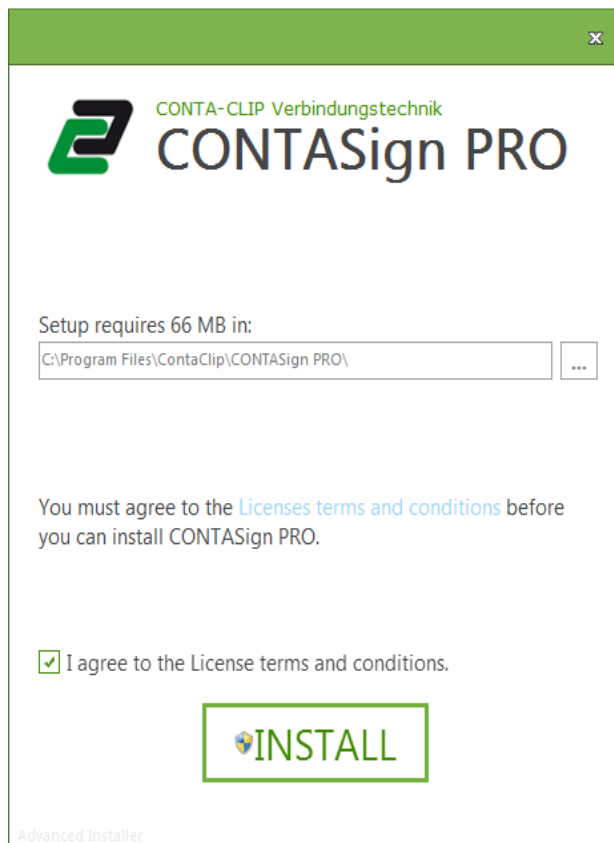 CONTA-CLIP Verbindungstechnik
CONTASign PRO
Setup requires 66 MB in:
C:\Program Files\ContaClip\CONTASign PRO\
...
You must agree to the Licenses terms and conditions before
you can install CONTASign PRO.
I agree to the License terms and conditions.
INSTALL
Advanced Installer